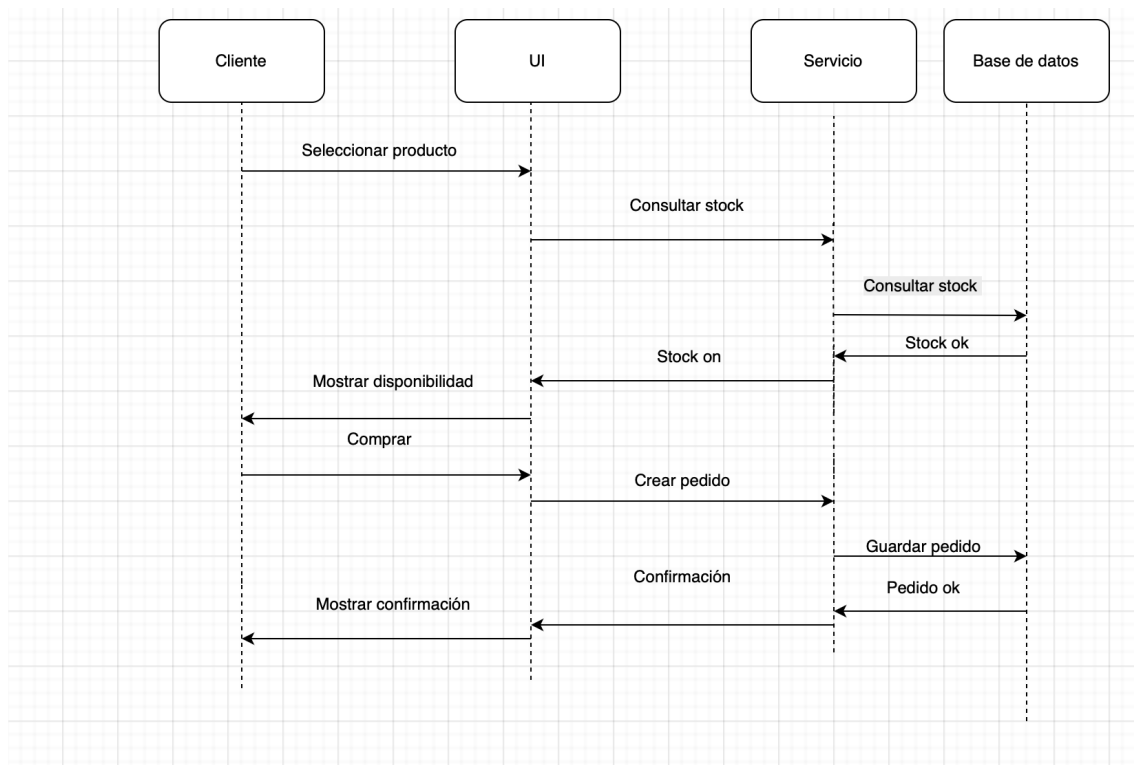 Cliente
UI
Servicio
Base de datos
Seleccionar producto
Consultar stock
Consultar stock
Stock ok
Stock on
Mostrar disponibilidad
Comprar
Crear pedido
Guardar pedido
Confirmación
Pedido ok
Mostrar confirmación